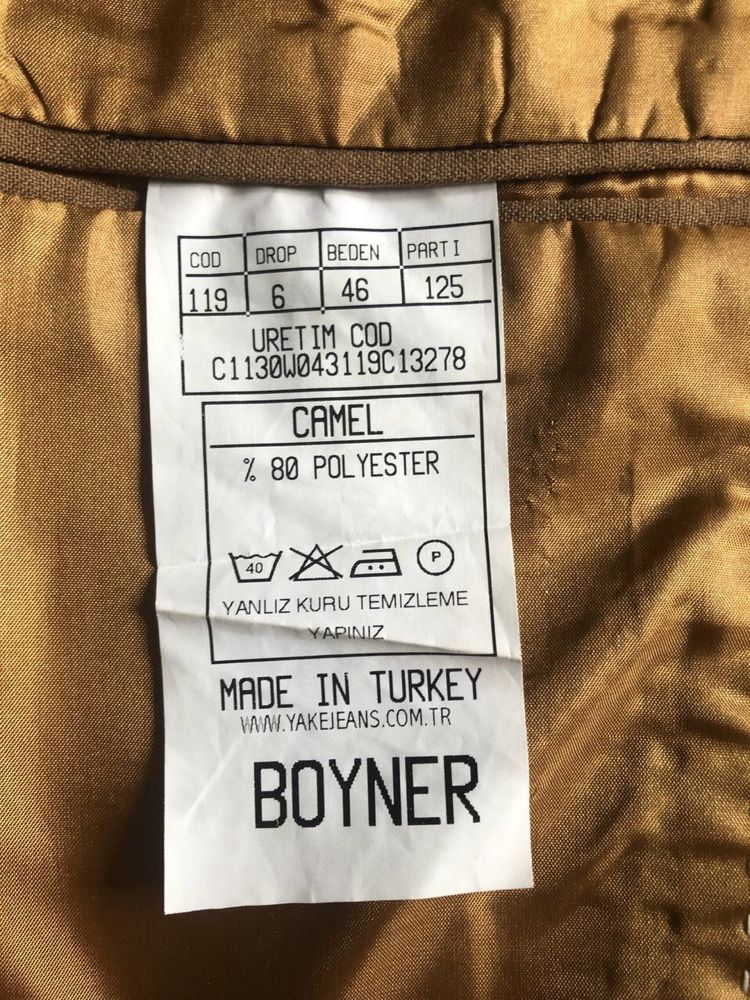 COD DROP BEDEN PARTI
119 6 46 125
URETIM COD
C1130W043119C13278
CAMEL
% 80 POLYESTER
40 P
YANLIZ KURU TEMIZLEME
YAPINIZ
MADE IN TURKEY
WWW.YAKEJEANS.COM.TR
BOYNER